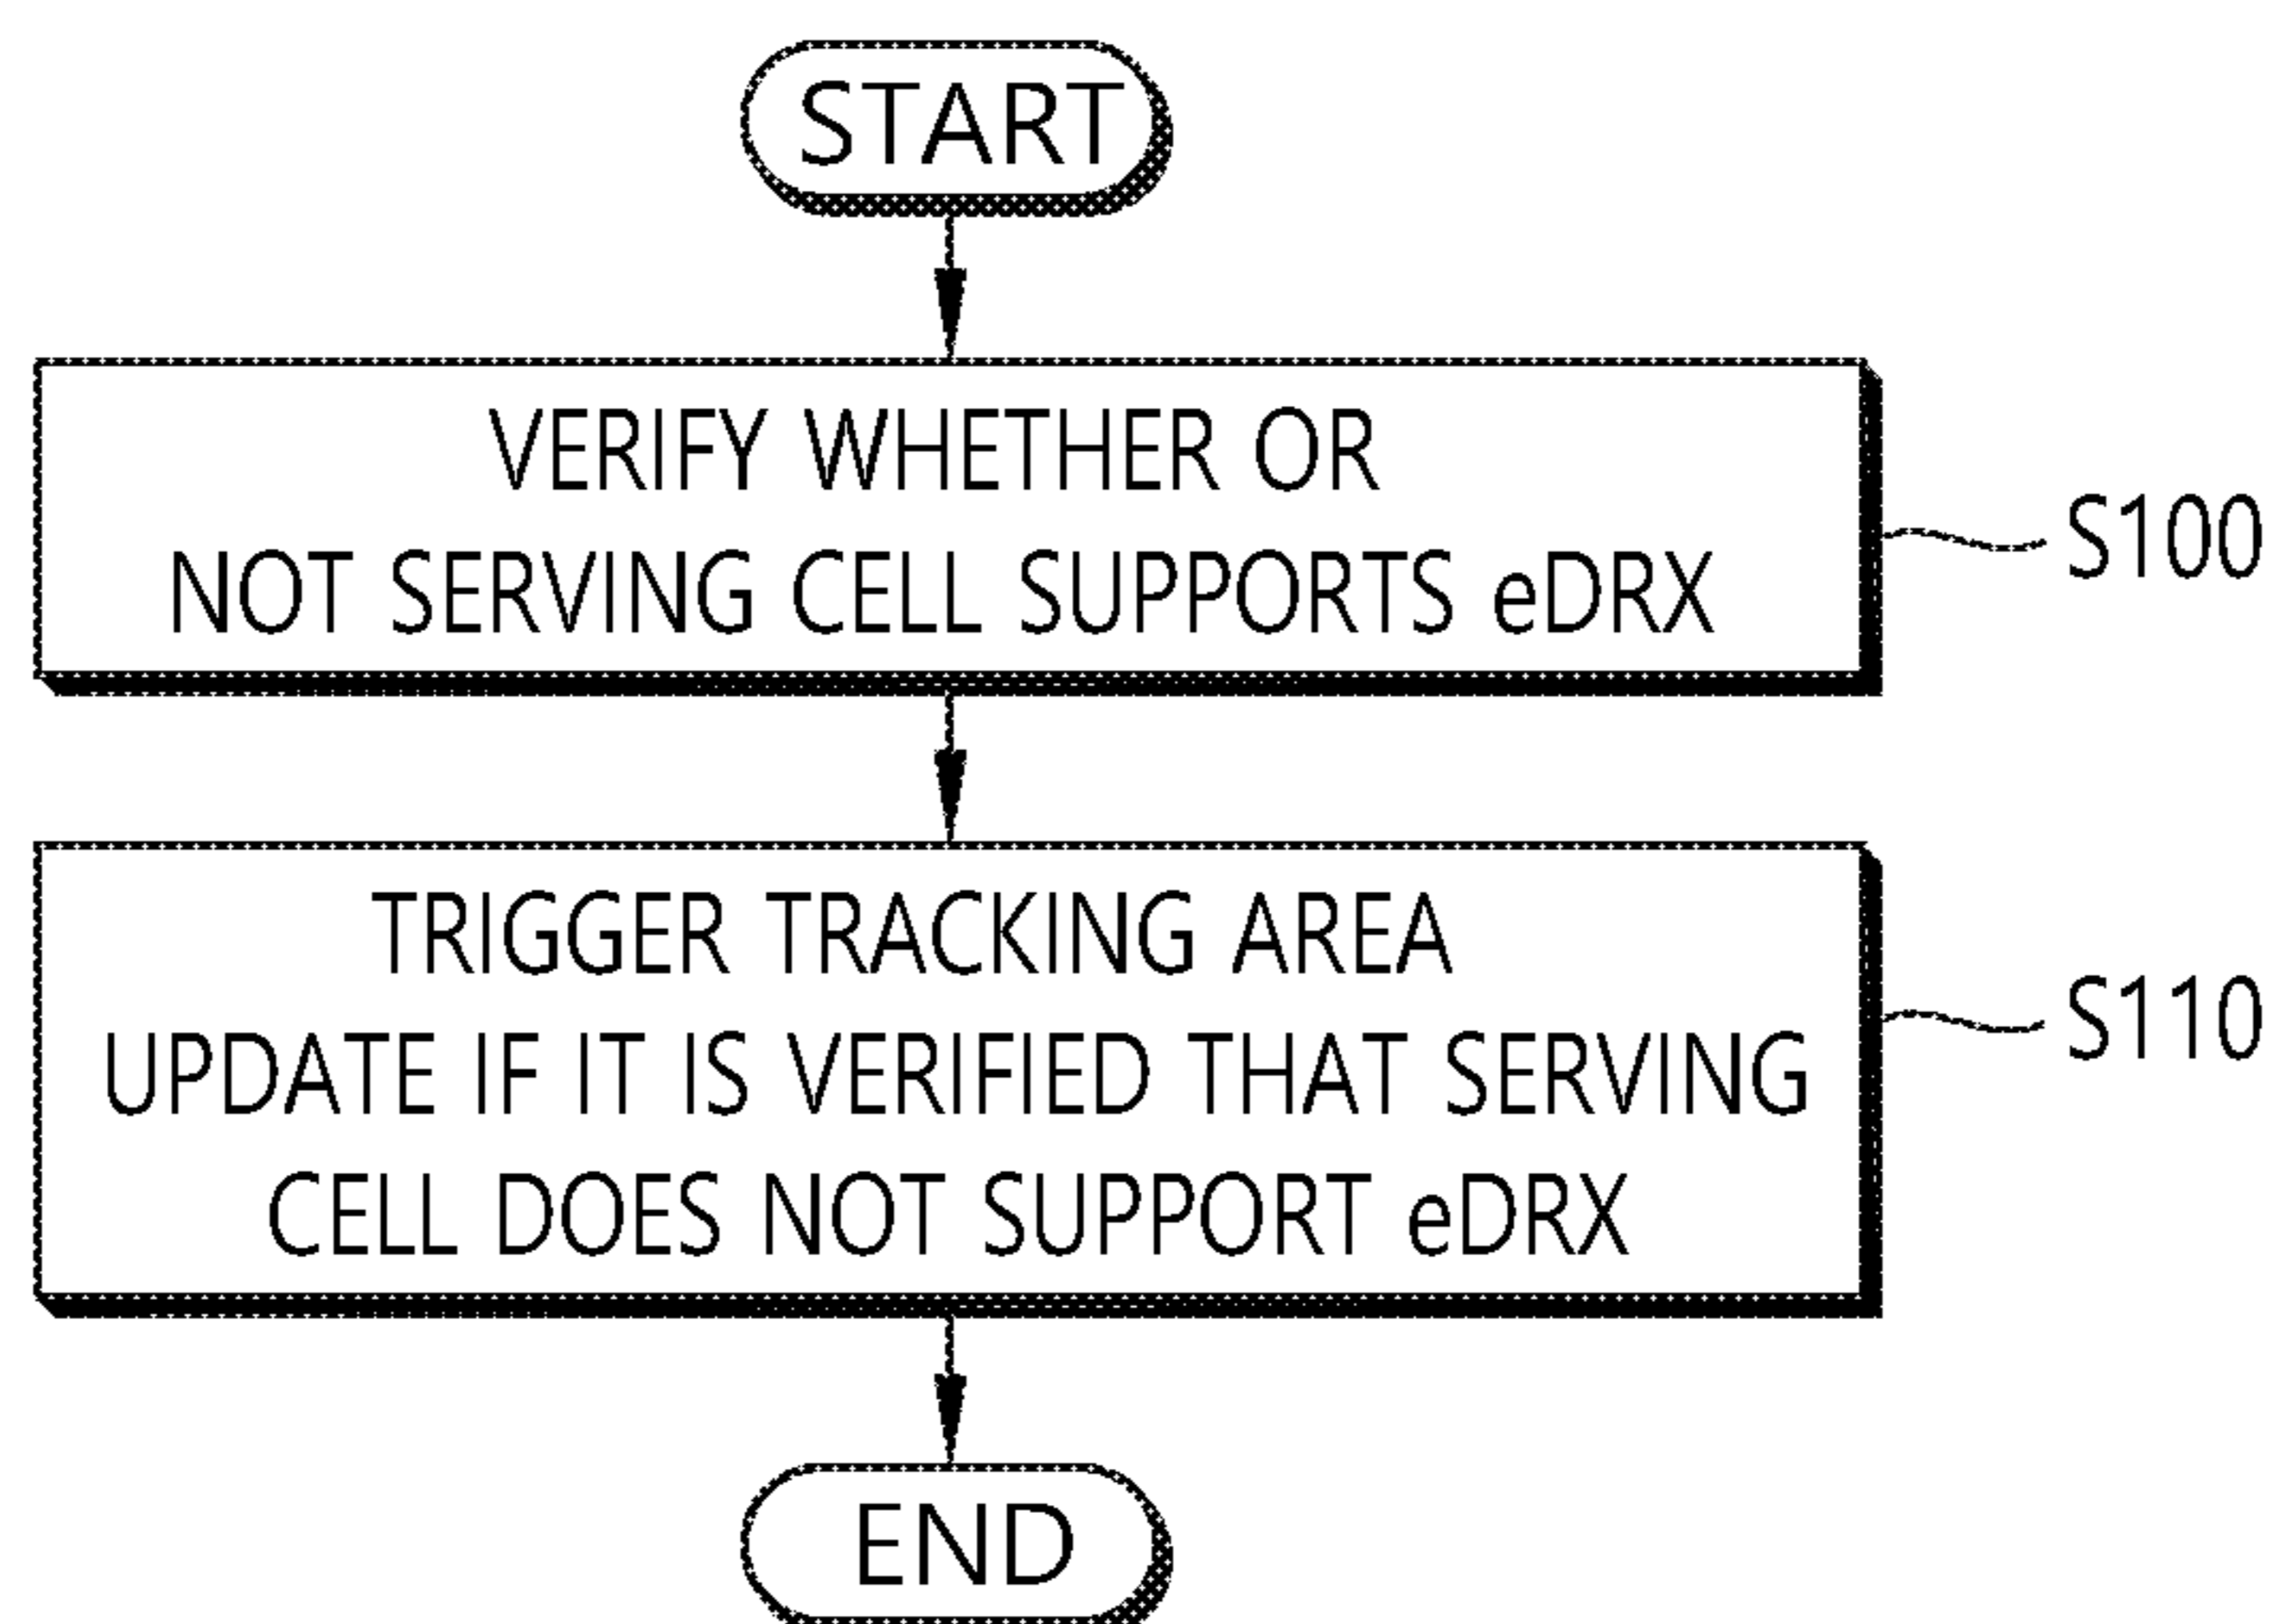 START
VERIFY WHETHER OR
NOT SERVING CELL SUPPORTS eDRX
S100
TRIGGER TRACKING AREA
UPDATE IF IT IS VERIFIED THAT SERVING
CELL DOES NOT SUPPORT eDRX
S110
END